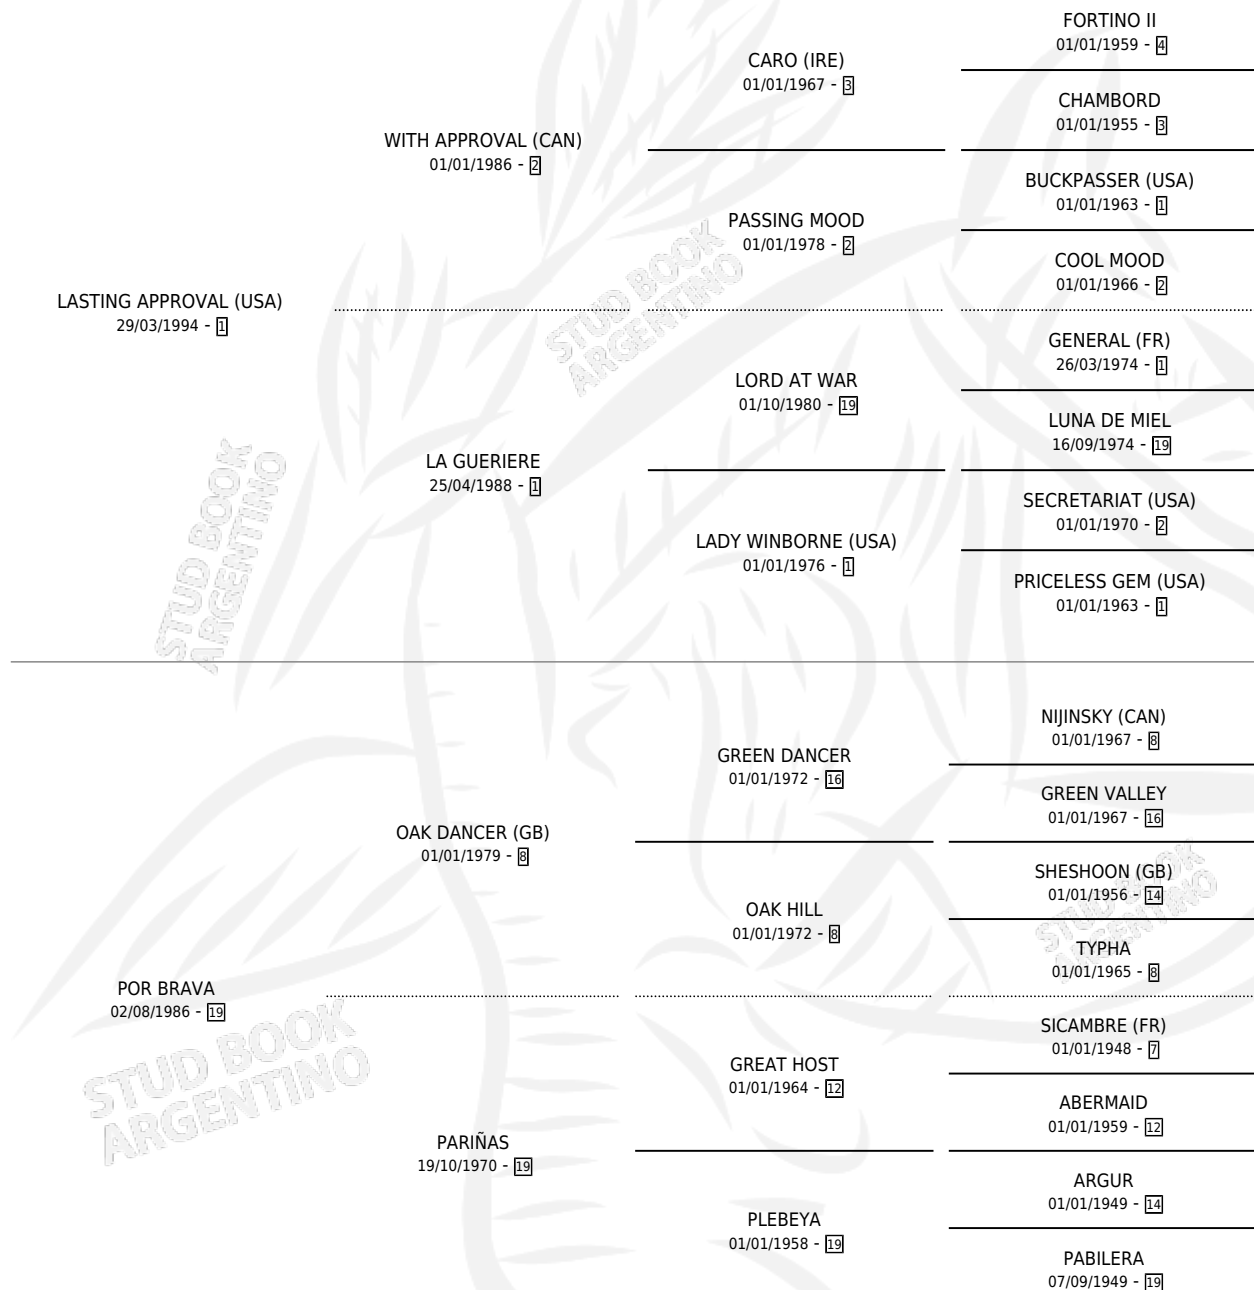 FORTINO II
01/01/1959 - 4
CARO (IRE)
01/01/1967 - 3
CHAMBORD
01/01/1955 - 3
WITH APPROVAL (CAN)
01/01/1986 - 2
BUCKPASSER (USA)
01/01/1963 - 1
PASSING MOOD
01/01/1978 - 2
COOL MOOD
01/01/1966 - 2
LASTING APPROVAL (USA)
29/03/1994 - 1
GENERAL (FR)
26/03/1974 - 1
LORD AT WAR
01/10/1980 - 19
LUNA DE MIEL
16/09/1974 - 19
LA GUERIERE
25/04/1988 - 1
SECRETARIAT (USA)
01/01/1970 - 2
LADY WINBORNE (USA)
01/01/1976 - 1
PRICELESS GEM (USA)
01/01/1963 - 1
NIJINSKY (CAN)
01/01/1967 - 8
GREEN DANCER
01/01/1972 - 16
GREEN VALLEY
01/01/1967 - 16
OAK DANCER (GB)
01/01/1979 - 8
SHESHOON (GB)
01/01/1956 - 14
OAK HILL
01/01/1972 - 8
TYPHA
01/01/1965 - 8
POR BRAVA
02/08/1986 - 19
SICAMBRE (FR)
01/01/1948 - 7
GREAT HOST
01/01/1964 - 12
ABERMAID
01/01/1959 - 12
PARIÑAS
19/10/1970 - 19
ARGUR
01/01/1949 - 14
PLEBEYA
01/01/1958 - 19
PABILERA
07/09/1949 - 19
STUD BOOK
ARGENTINO
STUD BOOK
ARGENTINO
STUD BOOK
ARGENTINO
STUD BOOK
ARGENTINO